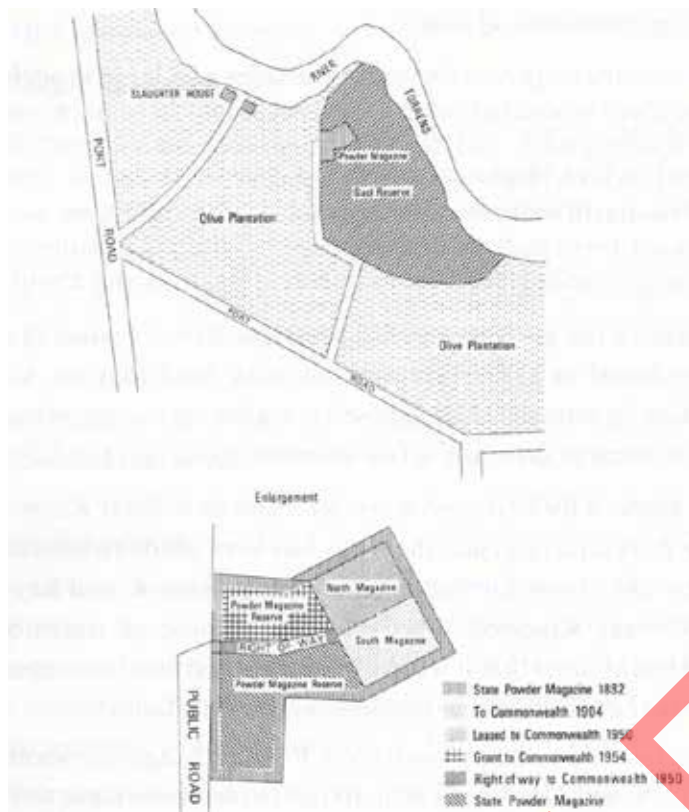 RIVER
TORRENS
SLAUGHTER HOUSE
PORT
ROAD
Powder Magazine
Gaol Reserve
Olive Plantation
ROAD
Olive Plantation
ROAD
Enlargement
North Magazine
Powder Magazine
Reserve
South Magazine
RIGHT OF WAY
Powder Magazine Reserve
PUBLIC ROAD
State Powder Magazine 1882
To Commonwealth 1904
Leased to Commonwealth 1950
Grant to Commonwealth 1954
Right of way to Commonwealth 1950
State Powder Magazine